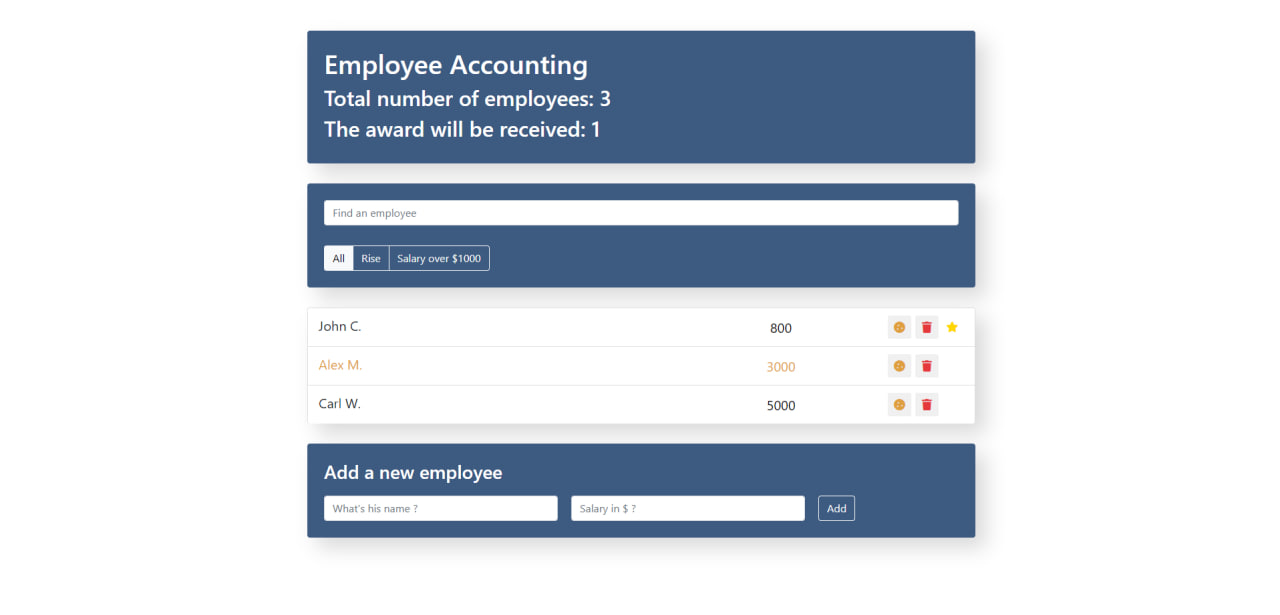 Employee Accounting
Total number of employees: 3
The award will be received: 1
Find an employee
All Rise Salary over $1000
John C. 800
Alex M. 3000
Carl W. 5000
Add a new employee
What's his name ? Salary in $ ? Add